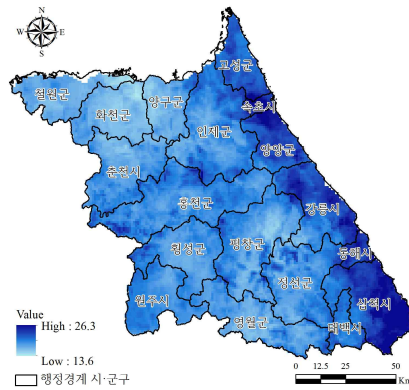 N
W E
S
고성군
속초시
철원군
화천군
양구군
인제군
양양군
춘천시
홍천군
강릉시
횡성군
평창군
동해시
정선군
원주시
삼척시
영월군
태백시
Value
High : 26.3
Low : 13.6
행정경계 시·군구
0 12.5 25 50
Km